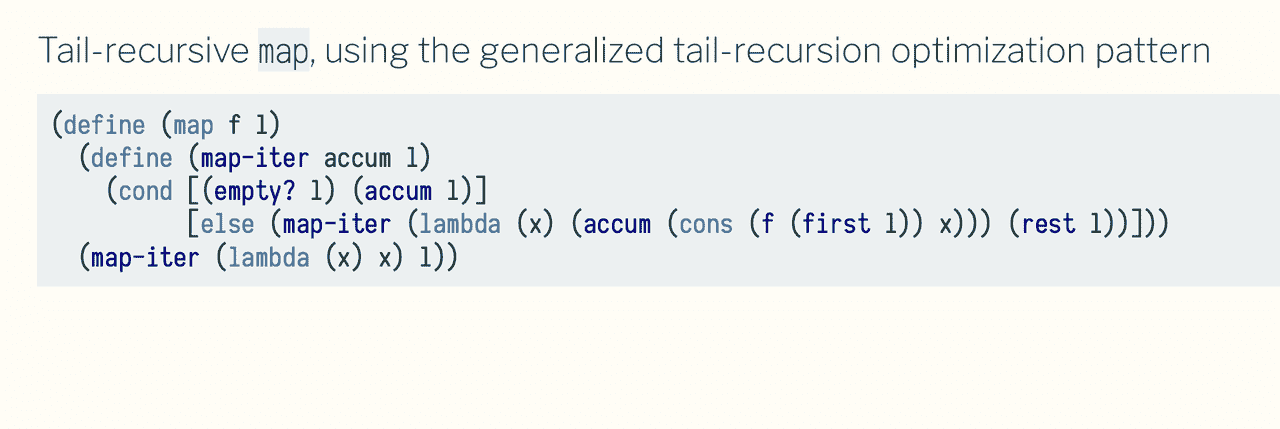 Tail-recursive map, using the generalized tail-recursion optimization pattern
(define (map f l)
  (define (map-iter accum l)
    (cond [(empty? l) (accum l)]
          [else (map-iter (lambda (x) (accum (cons (f (first l)) x))) (rest l))]))
  (map-iter (lambda (x) x) l))